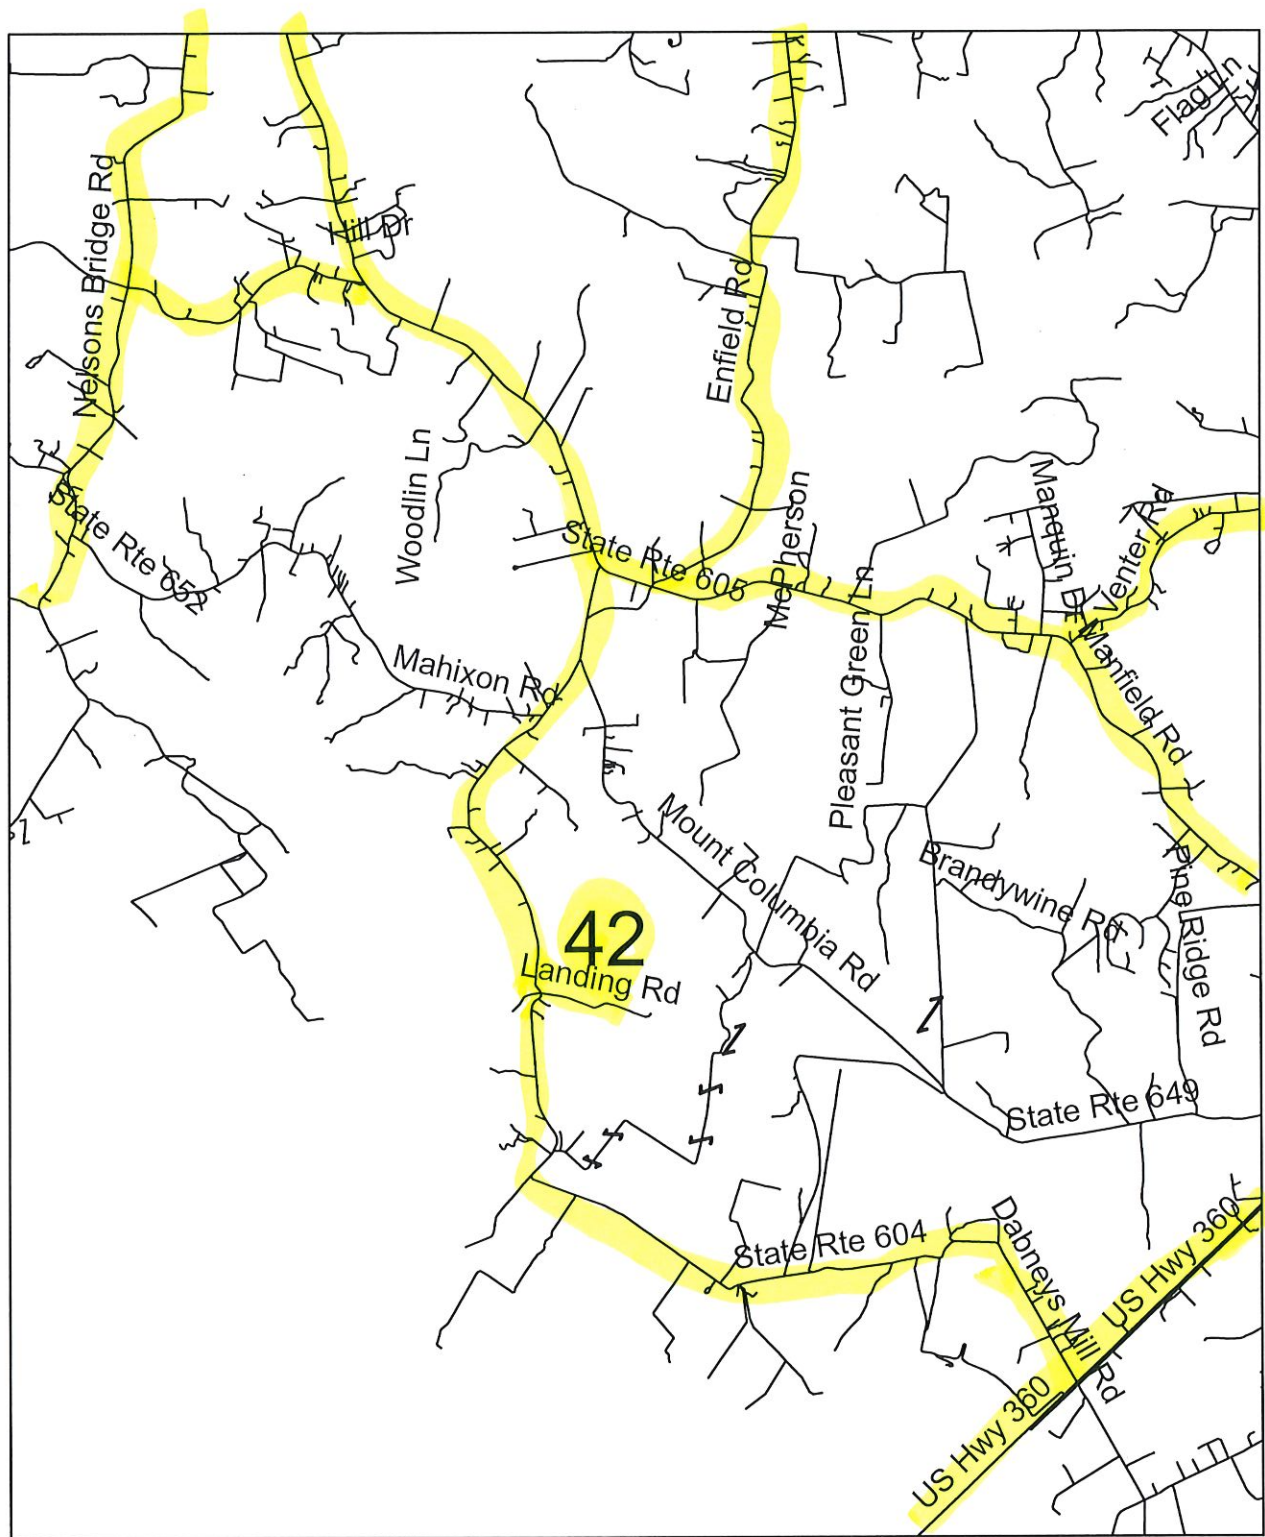 Flag Ln
Nelsons Bridge Rd
Hill Dr
Enfield Rd
Woodlin Ln
State Rte 652
State Rte 605
McPherson
Manquin Dr
Venter Rd
Mahixon Rd
Pleasant Green Ln
Manfield Rd
Mount Columbia Rd
Brandywine Rd
Pine Ridge Rd
42
Landing Rd
State Rte 649
State Rte 604
Dabneys Mill Rd
US Hwy 360
US Hwy 360